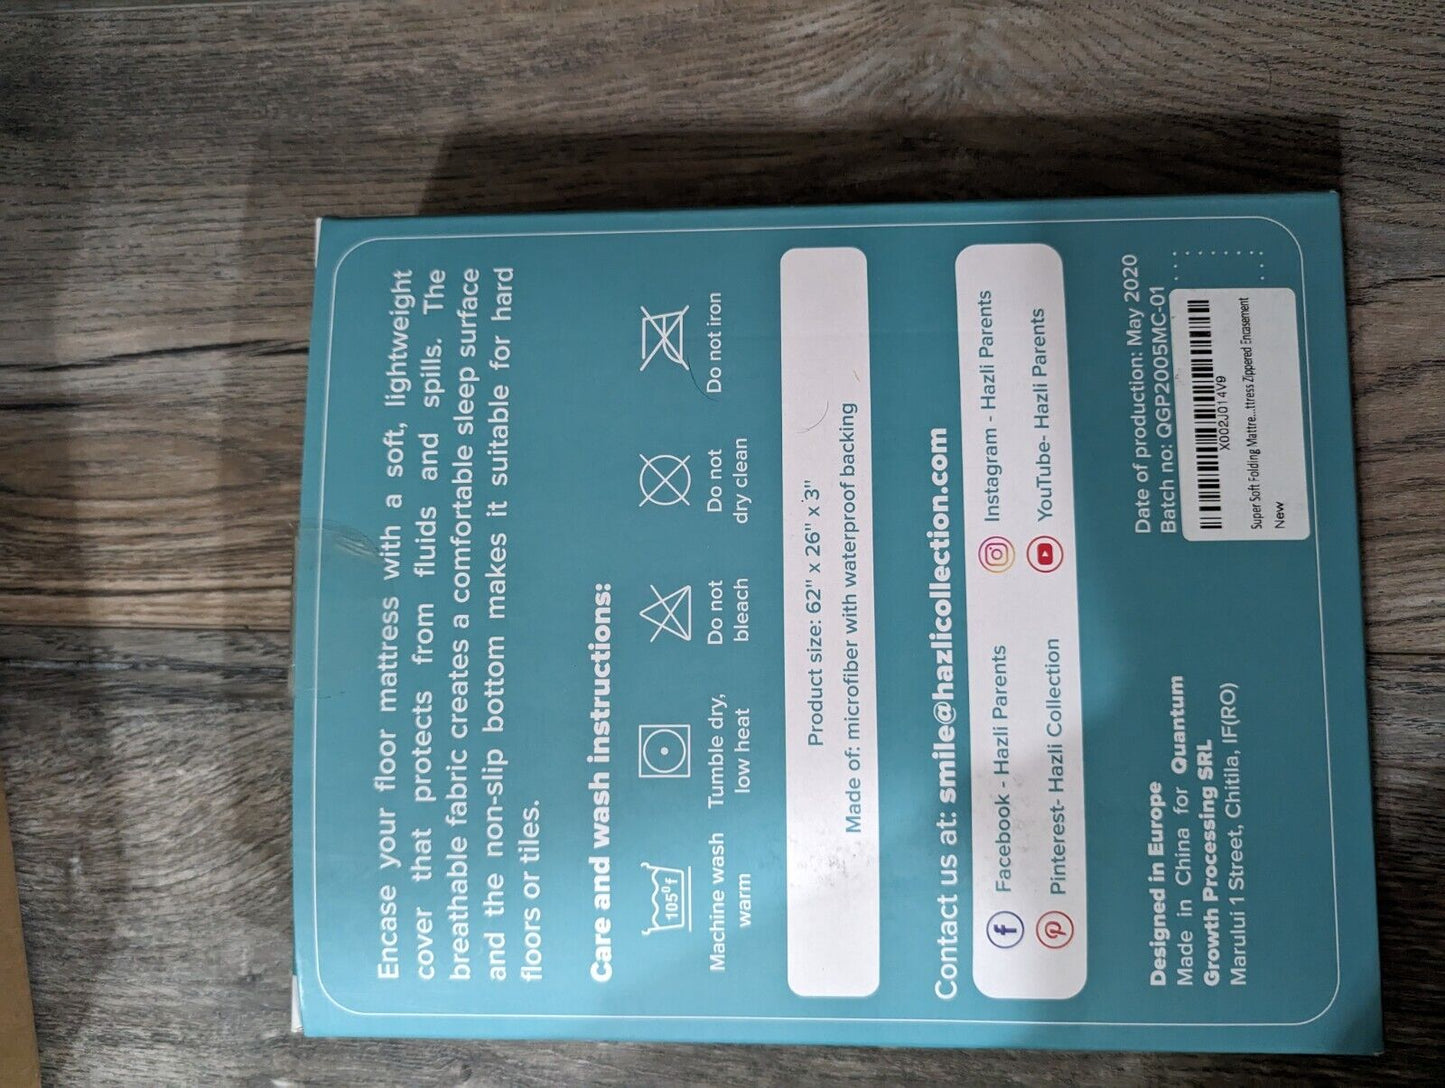 Encase your floor mattress with a soft, lightweight
cover that protects from fluids and spills. The
breathable fabric creates a comfortable sleep surface
and the non-slip bottom makes it suitable for hard
floors or tiles.
Care and wash instructions:
105°f
Machine wash
warm
Tumble dry,
low heat
Do not
bleach
Do not
dry clean
Do not iron
Product size: 62" x 26" x 3"
Made of: microfiber with waterproof backing
Contact us at: smile@hazlicollection.com
Facebook - Hazli Parents
Instagram - Hazli Parents
Pinterest- Hazli Collection
YouTube- Hazli Parents
Designed in Europe
Made in China for Quantum
Growth Processing SRL
Marului 1 Street, Chitila, IF(RO)
Date of production: May 2020
Batch no: QGP2005MC-01
X002J014V9
Super Soft Folding Mattre...ttress Zippered Encasement
New